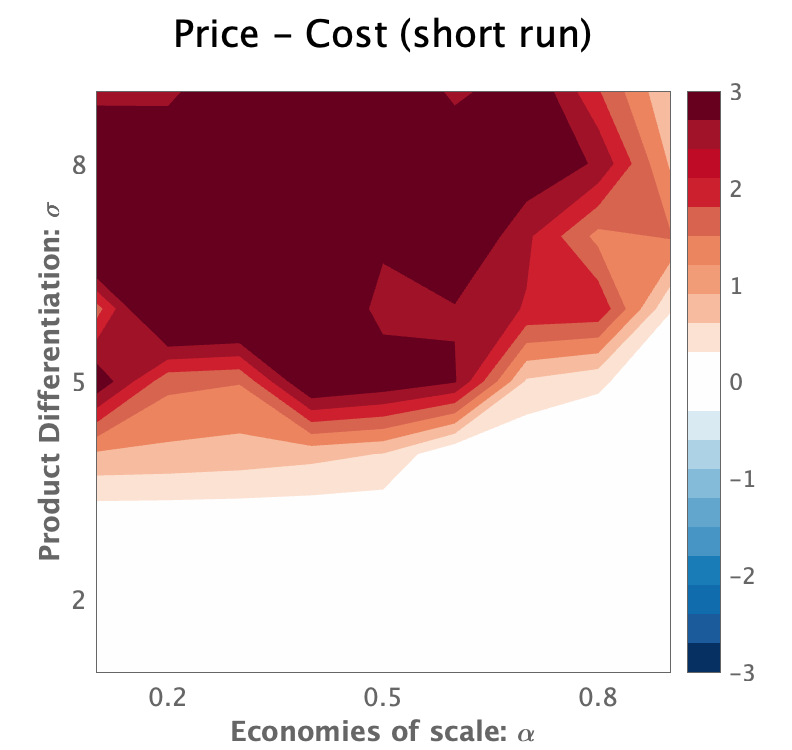 Price – Cost (short run)
3
2
1
0
–1
–2
–3
8
5
2
Product Differentiation: σ
0.2 0.5 0.8
Economies of scale: α